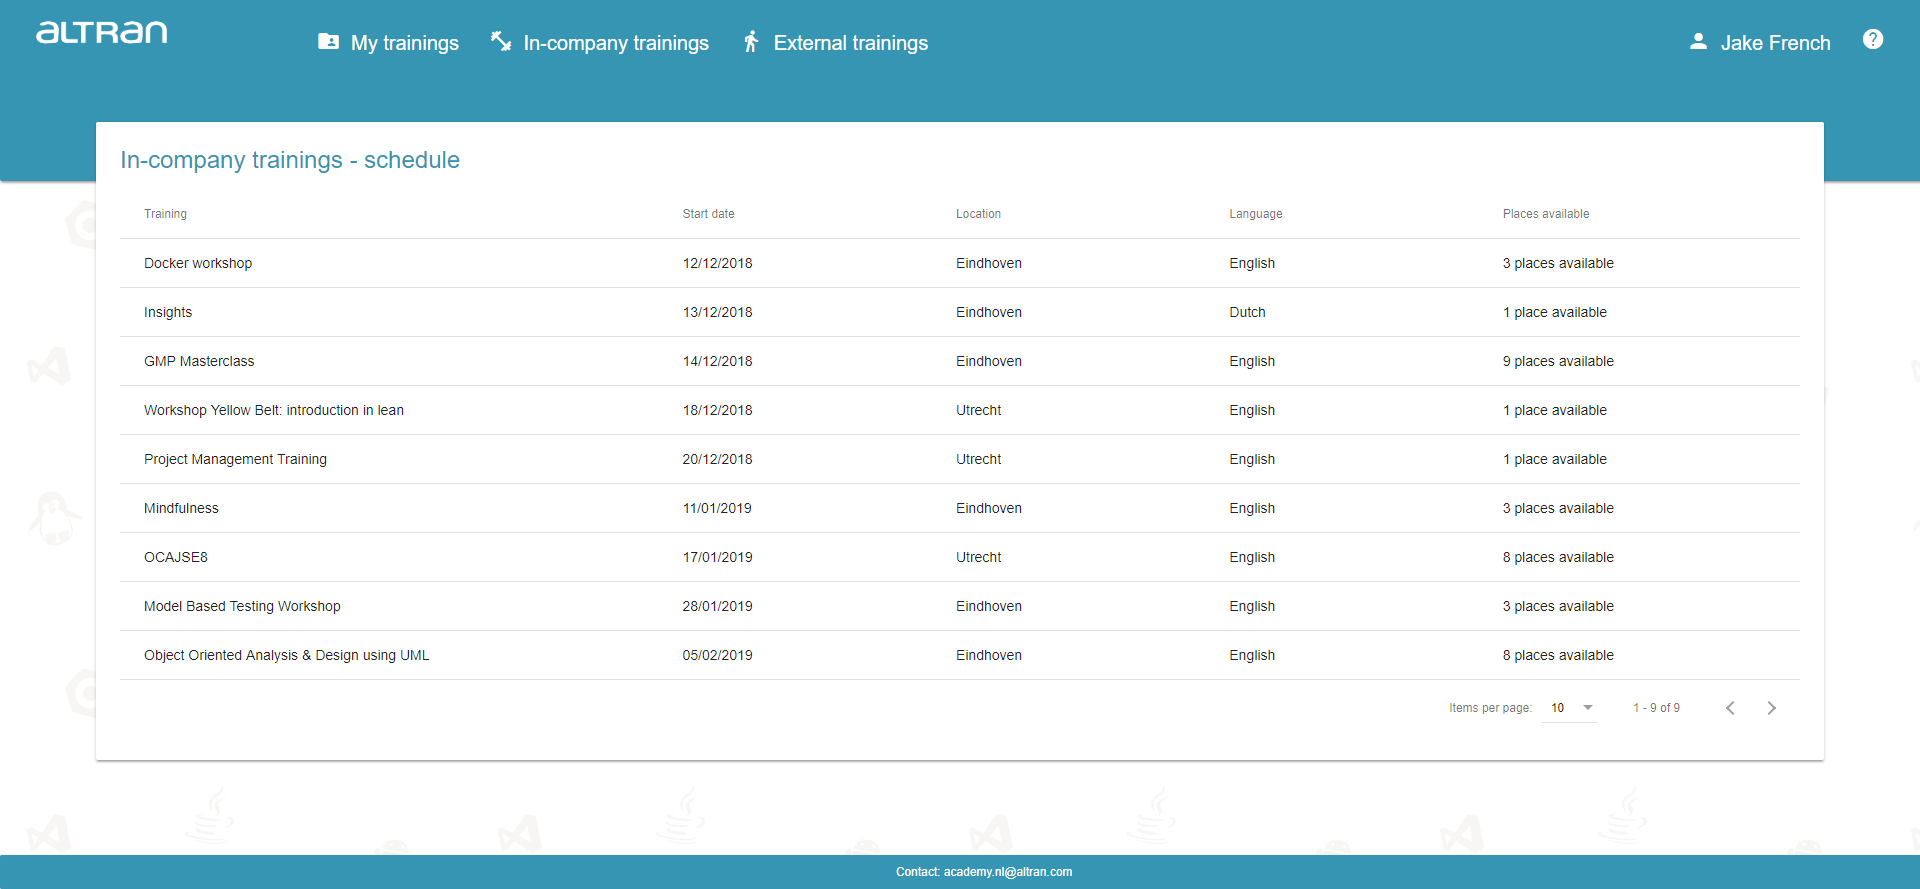 aLTRan
My trainings In-company trainings External trainings Jake French ?
In-company trainings - schedule
Training Start date Location Language Places available
Docker workshop 12/12/2018 Eindhoven English 3 places available
Insights 13/12/2018 Eindhoven Dutch 1 place available
GMP Masterclass 14/12/2018 Eindhoven English 9 places available
Workshop Yellow Belt: introduction in lean 18/12/2018 Utrecht English 1 place available
Project Management Training 20/12/2018 Utrecht English 1 place available
Mindfulness 11/01/2019 Eindhoven English 3 places available
OCAJSE8 17/01/2019 Utrecht English 8 places available
Model Based Testing Workshop 28/01/2019 Eindhoven English 3 places available
Object Oriented Analysis & Design using UML 05/02/2019 Eindhoven English 8 places available
Items per page: 10 1 - 9 of 9
Contact: academy.nl@altran.com